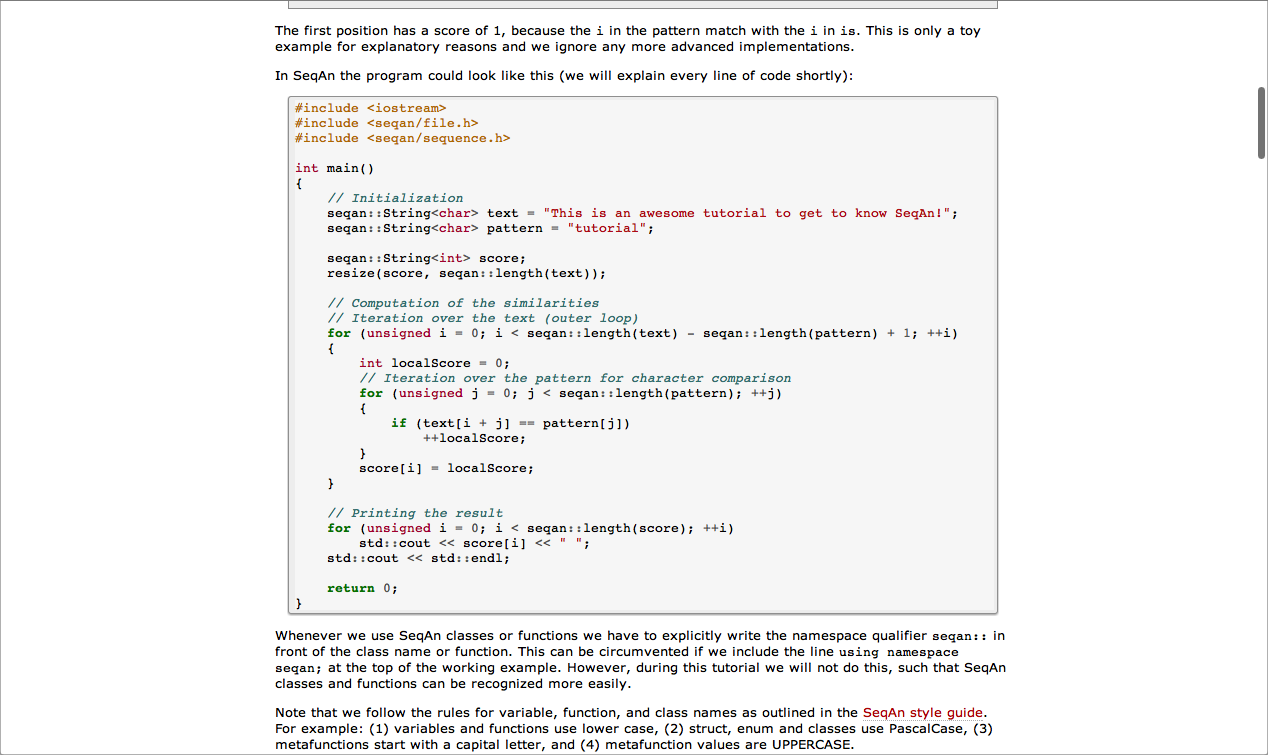 The first position has a score of 1, because the i in the pattern match with the i in is. This is only a toy
example for explanatory reasons and we ignore any more advanced implementations.
In SeqAn the program could look like this (we will explain every line of code shortly):
#include <iostream>
#include <seqan/file.h>
#include <seqan/sequence.h>
int main()
{
    // Initialization
    seqan::String<char> text = "This is an awesome tutorial to get to know SeqAn!";
    seqan::String<char> pattern = "tutorial";
    seqan::String<int> score;
    resize(score, seqan::length(text));
    // Computation of the similarities
    // Iteration over the text (outer loop)
    for (unsigned i = 0; i < seqan::length(text) - seqan::length(pattern) + 1; ++i)
    {
        int localScore = 0;
        // Iteration over the pattern for character comparison
        for (unsigned j = 0; j < seqan::length(pattern); ++j)
        {
            if (text[i + j] == pattern[j])
                ++localScore;
        }
        score[i] = localScore;
    }
    // Printing the result
    for (unsigned i = 0; i < seqan::length(score); ++i)
        std::cout << score[i] << " ";
    std::cout << std::endl;
    return 0;
}
Whenever we use SeqAn classes or functions we have to explicitly write the namespace qualifier seqan:: in
front of the class name or function. This can be circumvented if we include the line using namespace
seqan; at the top of the working example. However, during this tutorial we will not do this, such that SeqAn
classes and functions can be recognized more easily.
Note that we follow the rules for variable, function, and class names as outlined in the SeqAn style guide.
For example: (1) variables and functions use lower case, (2) struct, enum and classes use PascalCase, (3)
metafunctions start with a capital letter, and (4) metafunction values are UPPERCASE.